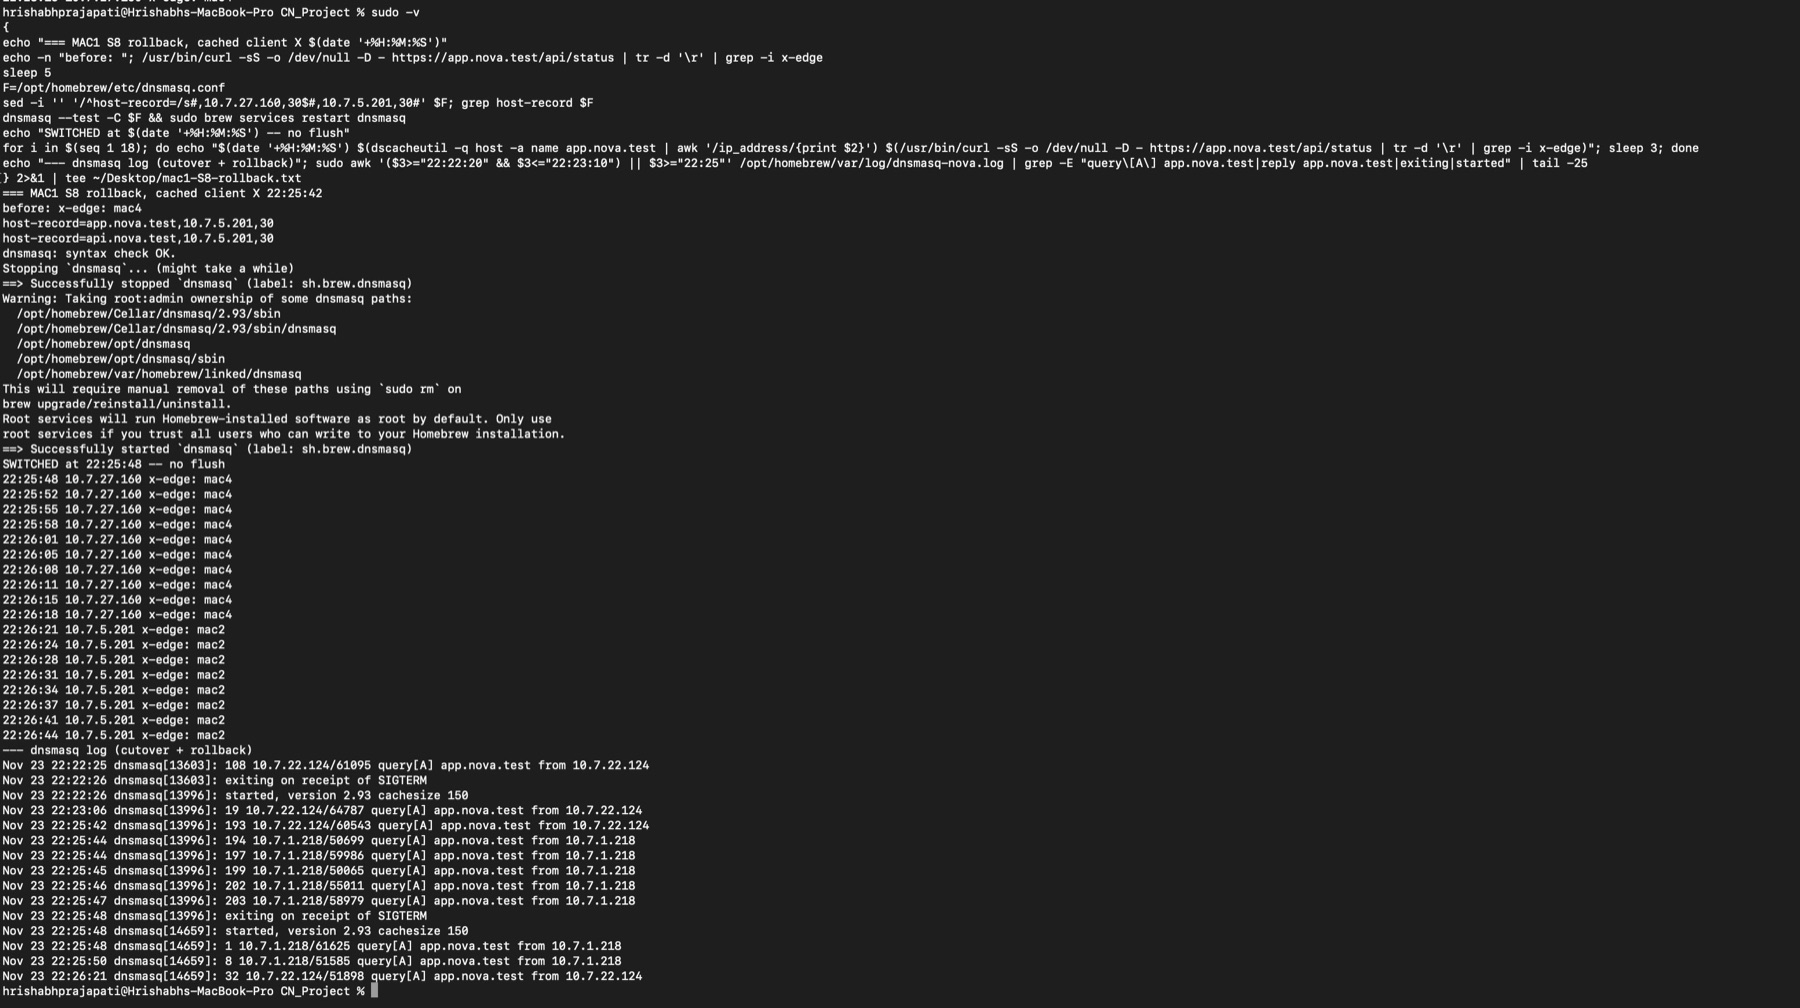 hrishabhprajapati@Hrishabhs-MacBook-Pro CN_Project % sudo -v
{
echo "=== MAC1 S8 rollback, cached client X $(date '+%H:%M:%S')"
echo -n "before: "; /usr/bin/curl -sS -o /dev/null -D - https://app.nova.test/api/status | tr -d '\r' | grep -i x-edge
sleep 5
F=/opt/homebrew/etc/dnsmasq.conf
sed -i '' '/^host-record=/s#,10.7.27.160,30$#,10.7.5.201,30#' $F; grep host-record $F
dnsmasq --test -C $F && sudo brew services restart dnsmasq
echo "SWITCHED at $(date '+%H:%M:%S') -- no flush"
for i in $(seq 1 18); do echo "$(date '+%H:%M:%S') $(dscacheutil -q host -a name app.nova.test | awk '/ip_address/{print $2}') $(/usr/bin/curl -sS -o /dev/null -D - https://app.nova.test/api/status | tr -d '\r' | grep -i x-edge)"; sleep 3; done
echo "--- dnsmasq log (cutover + rollback)"; sudo awk '($3>="22:22:20" && $3<="22:23:10") || $3>="22:25"' /opt/homebrew/var/log/dnsmasq-nova.log | grep -E "query\[A\] app.nova.test|reply app.nova.test|exiting|started" | tail -25
} 2>&1 | tee ~/Desktop/mac1-S8-rollback.txt
=== MAC1 S8 rollback, cached client X 22:25:42
before: x-edge: mac4
host-record=app.nova.test,10.7.5.201,30
host-record=api.nova.test,10.7.5.201,30
dnsmasq: syntax check OK.
Stopping `dnsmasq`... (might take a while)
==> Successfully stopped `dnsmasq` (label: sh.brew.dnsmasq)
Warning: Taking root:admin ownership of some dnsmasq paths:
  /opt/homebrew/Cellar/dnsmasq/2.93/sbin
  /opt/homebrew/Cellar/dnsmasq/2.93/sbin/dnsmasq
  /opt/homebrew/opt/dnsmasq
  /opt/homebrew/opt/dnsmasq/sbin
  /opt/homebrew/var/homebrew/linked/dnsmasq
This will require manual removal of these paths using `sudo rm` on
brew upgrade/reinstall/uninstall.
Root services will run Homebrew-installed software as root by default. Only use
root services if you trust all users who can write to your Homebrew installation.
==> Successfully started `dnsmasq` (label: sh.brew.dnsmasq)
SWITCHED at 22:25:48 -- no flush
22:25:48 10.7.27.160 x-edge: mac4
22:25:52 10.7.27.160 x-edge: mac4
22:25:55 10.7.27.160 x-edge: mac4
22:25:58 10.7.27.160 x-edge: mac4
22:26:01 10.7.27.160 x-edge: mac4
22:26:05 10.7.27.160 x-edge: mac4
22:26:08 10.7.27.160 x-edge: mac4
22:26:11 10.7.27.160 x-edge: mac4
22:26:15 10.7.27.160 x-edge: mac4
22:26:18 10.7.27.160 x-edge: mac4
22:26:21 10.7.5.201 x-edge: mac2
22:26:24 10.7.5.201 x-edge: mac2
22:26:28 10.7.5.201 x-edge: mac2
22:26:31 10.7.5.201 x-edge: mac2
22:26:34 10.7.5.201 x-edge: mac2
22:26:37 10.7.5.201 x-edge: mac2
22:26:41 10.7.5.201 x-edge: mac2
22:26:44 10.7.5.201 x-edge: mac2
--- dnsmasq log (cutover + rollback)
Nov 23 22:22:25 dnsmasq[13603]: 108 10.7.22.124/61095 query[A] app.nova.test from 10.7.22.124
Nov 23 22:22:26 dnsmasq[13603]: exiting on receipt of SIGTERM
Nov 23 22:22:26 dnsmasq[13996]: started, version 2.93 cachesize 150
Nov 23 22:23:06 dnsmasq[13996]: 19 10.7.22.124/64787 query[A] app.nova.test from 10.7.22.124
Nov 23 22:25:42 dnsmasq[13996]: 193 10.7.22.124/60543 query[A] app.nova.test from 10.7.22.124
Nov 23 22:25:44 dnsmasq[13996]: 194 10.7.1.218/50699 query[A] app.nova.test from 10.7.1.218
Nov 23 22:25:44 dnsmasq[13996]: 197 10.7.1.218/59986 query[A] app.nova.test from 10.7.1.218
Nov 23 22:25:45 dnsmasq[13996]: 199 10.7.1.218/50065 query[A] app.nova.test from 10.7.1.218
Nov 23 22:25:46 dnsmasq[13996]: 202 10.7.1.218/55011 query[A] app.nova.test from 10.7.1.218
Nov 23 22:25:47 dnsmasq[13996]: 203 10.7.1.218/58979 query[A] app.nova.test from 10.7.1.218
Nov 23 22:25:48 dnsmasq[13996]: exiting on receipt of SIGTERM
Nov 23 22:25:48 dnsmasq[14659]: started, version 2.93 cachesize 150
Nov 23 22:25:48 dnsmasq[14659]: 1 10.7.1.218/61625 query[A] app.nova.test from 10.7.1.218
Nov 23 22:25:50 dnsmasq[14659]: 8 10.7.1.218/51585 query[A] app.nova.test from 10.7.1.218
Nov 23 22:26:21 dnsmasq[14659]: 32 10.7.22.124/51898 query[A] app.nova.test from 10.7.22.124
hrishabhprajapati@Hrishabhs-MacBook-Pro CN_Project %